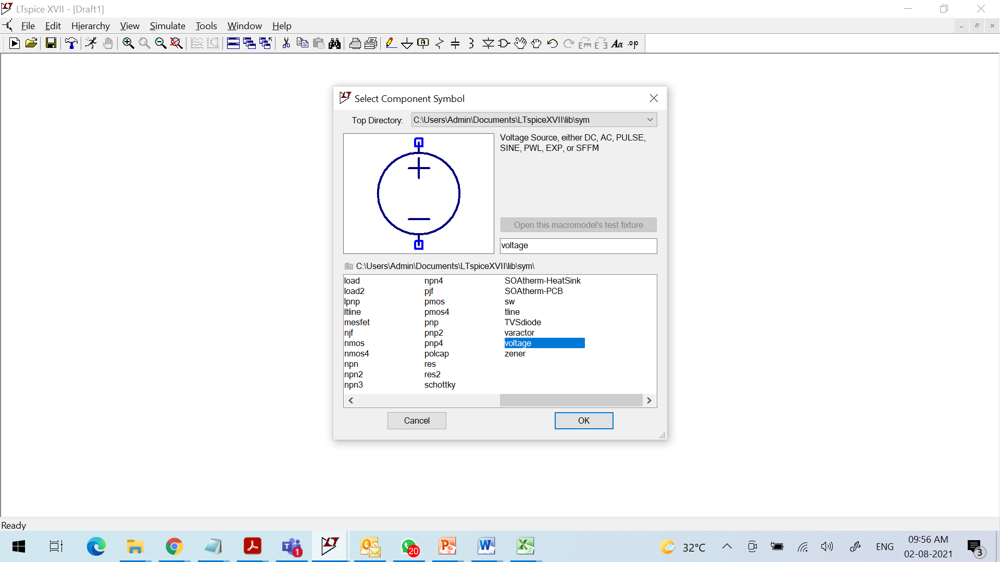 LTspice XVII - [Draft1]
File Edit Hierarchy View Simulate Tools Window Help
.op
Select Component Symbol
Top Directory: C:\Users\Admin\Documents\LTspiceXVII\lib\sym
Voltage Source, either DC, AC, PULSE,
SINE, PWL, EXP, or SFFM
Open this macromodel's test fixture
voltage
C:\Users\Admin\Documents\LTspiceXVII\lib\sym\
load npn4 SOAtherm-HeatSink
load2 pjf SOAtherm-PCB
lpnp pmos sw
ltline pmos4 tline
mesfet pnp TVSdiode
njf pnp2 varactor
nmos pnp4 voltage
nmos4 polcap zener
npn res
npn2 res2
npn3 schottky
Cancel OK
Ready
1 20 32°C ENG 09:56 AM
02-08-2021 3